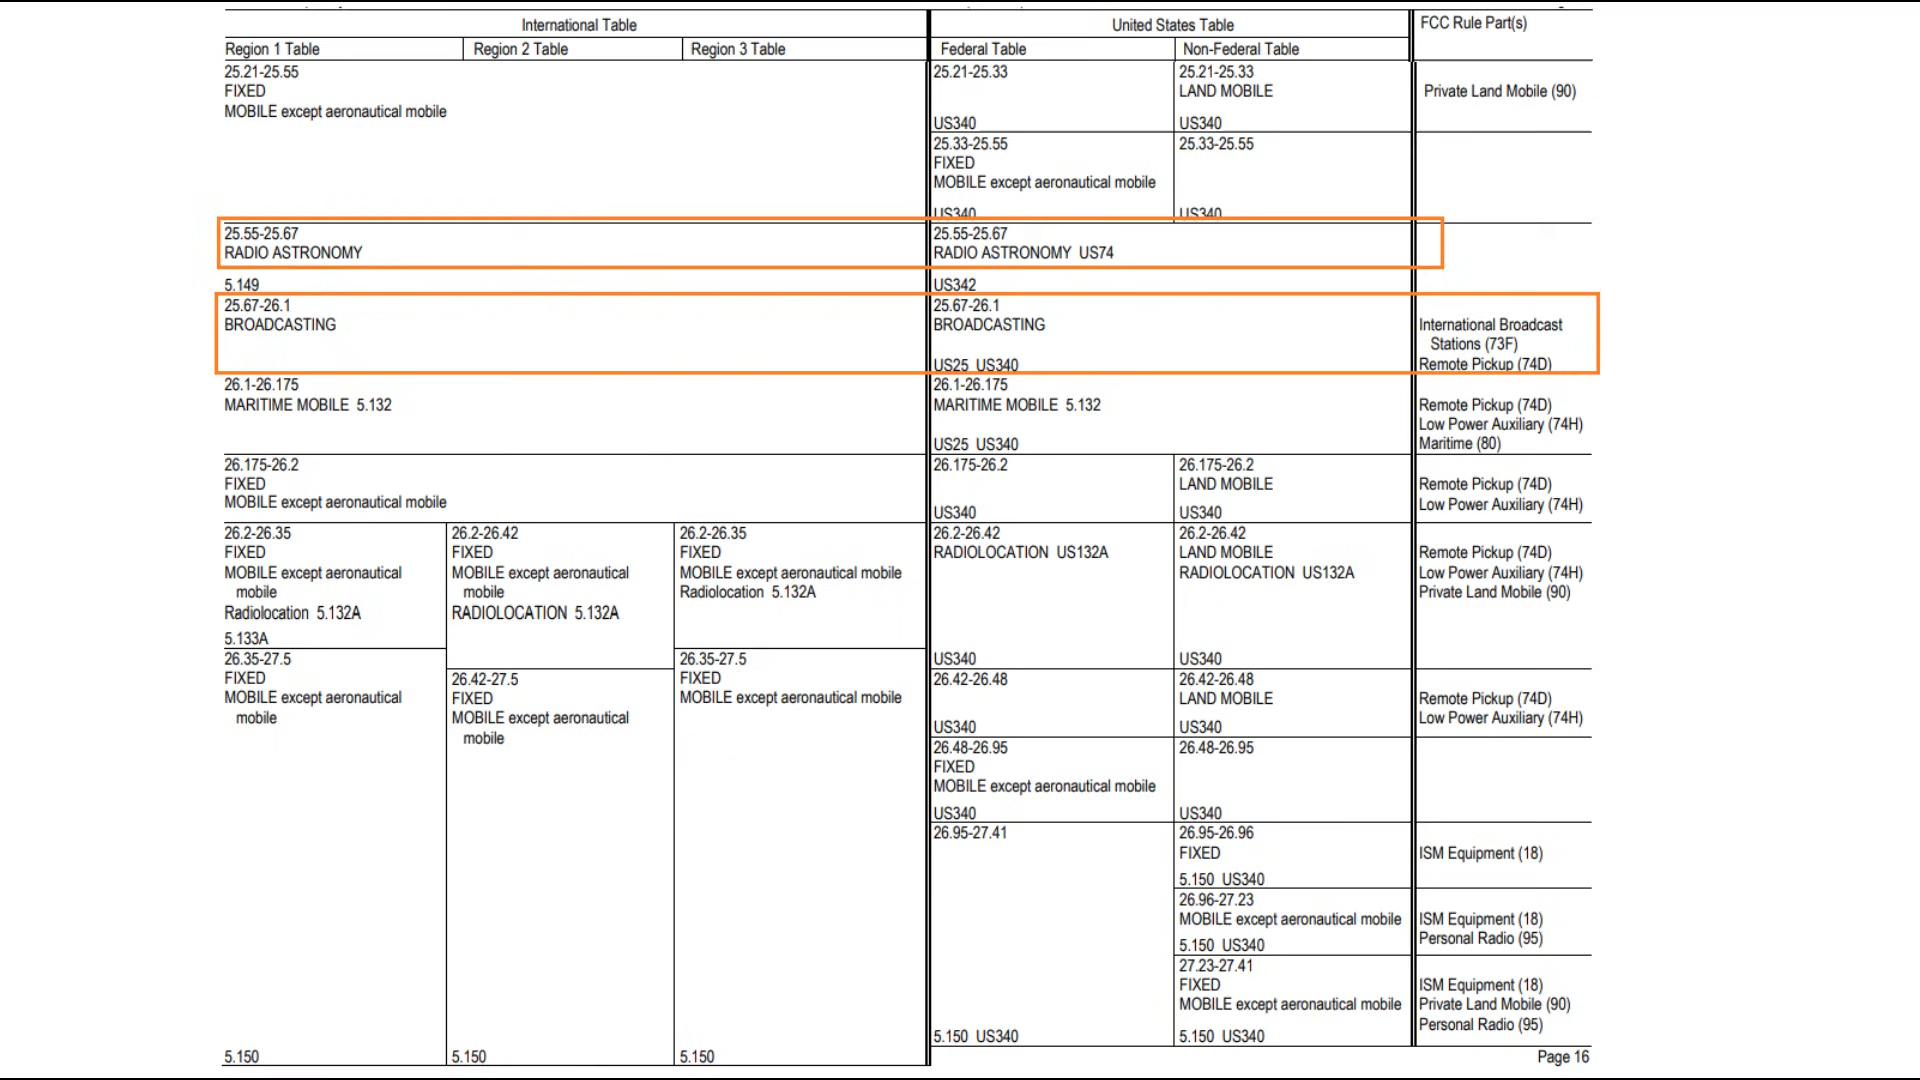 International Table
United States Table
FCC Rule Part(s)
Region 1 Table
Region 2 Table
Region 3 Table
Federal Table
Non-Federal Table
25.21-25.55
FIXED
MOBILE except aeronautical mobile
25.21-25.33
US340
25.21-25.33
LAND MOBILE
US340
Private Land Mobile (90)
25.33-25.55
FIXED
MOBILE except aeronautical mobile
US340
25.33-25.55
US340
25.55-25.67
RADIO ASTRONOMY
5.149
25.55-25.67
RADIO ASTRONOMY US74
US342
25.67-26.1
BROADCASTING
25.67-26.1
BROADCASTING
US25 US340
International Broadcast
Stations (73F)
Remote Pickup (74D)
26.1-26.175
MARITIME MOBILE 5.132
26.1-26.175
MARITIME MOBILE 5.132
US25 US340
Remote Pickup (74D)
Low Power Auxiliary (74H)
Maritime (80)
26.175-26.2
FIXED
MOBILE except aeronautical mobile
26.175-26.2
US340
26.175-26.2
LAND MOBILE
US340
Remote Pickup (74D)
Low Power Auxiliary (74H)
26.2-26.35
FIXED
MOBILE except aeronautical
mobile
Radiolocation 5.132A
5.133A
26.2-26.42
FIXED
MOBILE except aeronautical
mobile
RADIOLOCATION 5.132A
26.2-26.35
FIXED
MOBILE except aeronautical mobile
Radiolocation 5.132A
26.2-26.42
RADIOLOCATION US132A
US340
26.2-26.42
LAND MOBILE
RADIOLOCATION US132A
US340
Remote Pickup (74D)
Low Power Auxiliary (74H)
Private Land Mobile (90)
26.35-27.5
FIXED
MOBILE except aeronautical
mobile
5.150
26.42-27.5
FIXED
MOBILE except aeronautical
mobile
5.150
26.35-27.5
FIXED
MOBILE except aeronautical mobile
5.150
26.42-26.48
US340
26.42-26.48
LAND MOBILE
US340
Remote Pickup (74D)
Low Power Auxiliary (74H)
26.48-26.95
FIXED
MOBILE except aeronautical mobile
US340
26.48-26.95
US340
26.95-27.41
5.150 US340
26.95-26.96
FIXED
5.150 US340
ISM Equipment (18)
26.96-27.23
MOBILE except aeronautical mobile
5.150 US340
ISM Equipment (18)
Personal Radio (95)
27.23-27.41
FIXED
MOBILE except aeronautical mobile
5.150 US340
ISM Equipment (18)
Private Land Mobile (90)
Personal Radio (95)
Page 16